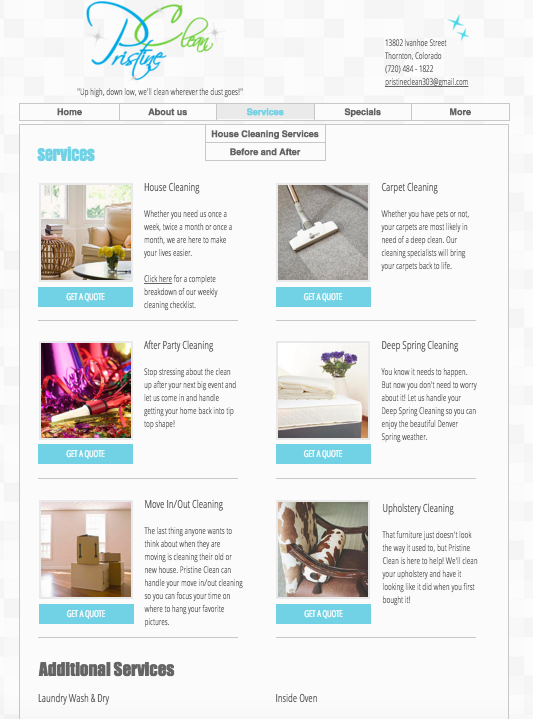 Pristine Clean
13802 Ivanhoe Street
Thornton, Colorado
(720) 484 - 1822
pristineclean303@gmail.com
"Up high, down low, we'll clean wherever the dust goes!"
Home About us Services Specials More
House Cleaning Services
Before and After
Services
House Cleaning
Whether you need us once a
week, twice a month or once a
month, we are here to make
your lives easier.
Click here for a complete
breakdown of our weekly
cleaning checklist.
GET A QUOTE
Carpet Cleaning
Whether you have pets or not,
your carpets are most likely in
need of a deep clean. Our
cleaning specialists will bring
your carpets back to life.
GET A QUOTE
After Party Cleaning
Stop stressing about the clean
up after your next big event and
let us come in and handle
getting your home back into tip
top shape!
GET A QUOTE
Deep Spring Cleaning
You know it needs to happen.
But now you don't need to worry
about it! Let us handle your
Deep Spring Cleaning so you can
enjoy the beautiful Denver
Spring weather.
GET A QUOTE
Move In/Out Cleaning
The last thing anyone wants to
think about when they are
moving is cleaning their old or
new house. Pristine Clean can
handle your move in/out cleaning
so you can focus your time on
where to hang your favorite
pictures.
GET A QUOTE
Upholstery Cleaning
That furniture just doesn't look
the way it used to, but Pristine
Clean is here to help! We'll clean
your upholstery and have it
looking like it did when you first
bought it!
GET A QUOTE
Additional Services
Laundry Wash & Dry
Inside Oven